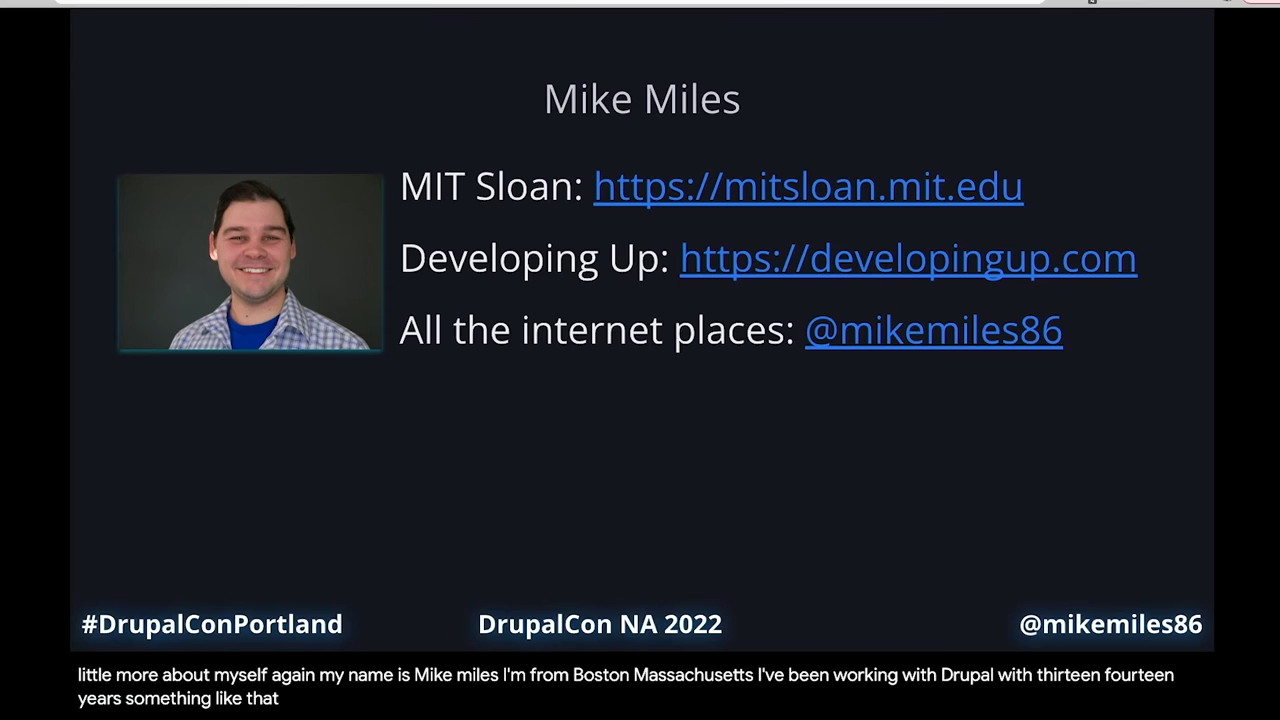 Mike Miles
MIT Sloan: https://mitsloan.mit.edu
Developing Up: https://developingup.com
All the internet places: @mikemiles86
#DrupalConPortland DrupalCon NA 2022 @mikemiles86
little more about myself again my name is Mike miles I'm from Boston Massachusetts I've been working with Drupal with thirteen fourteen
years something like that